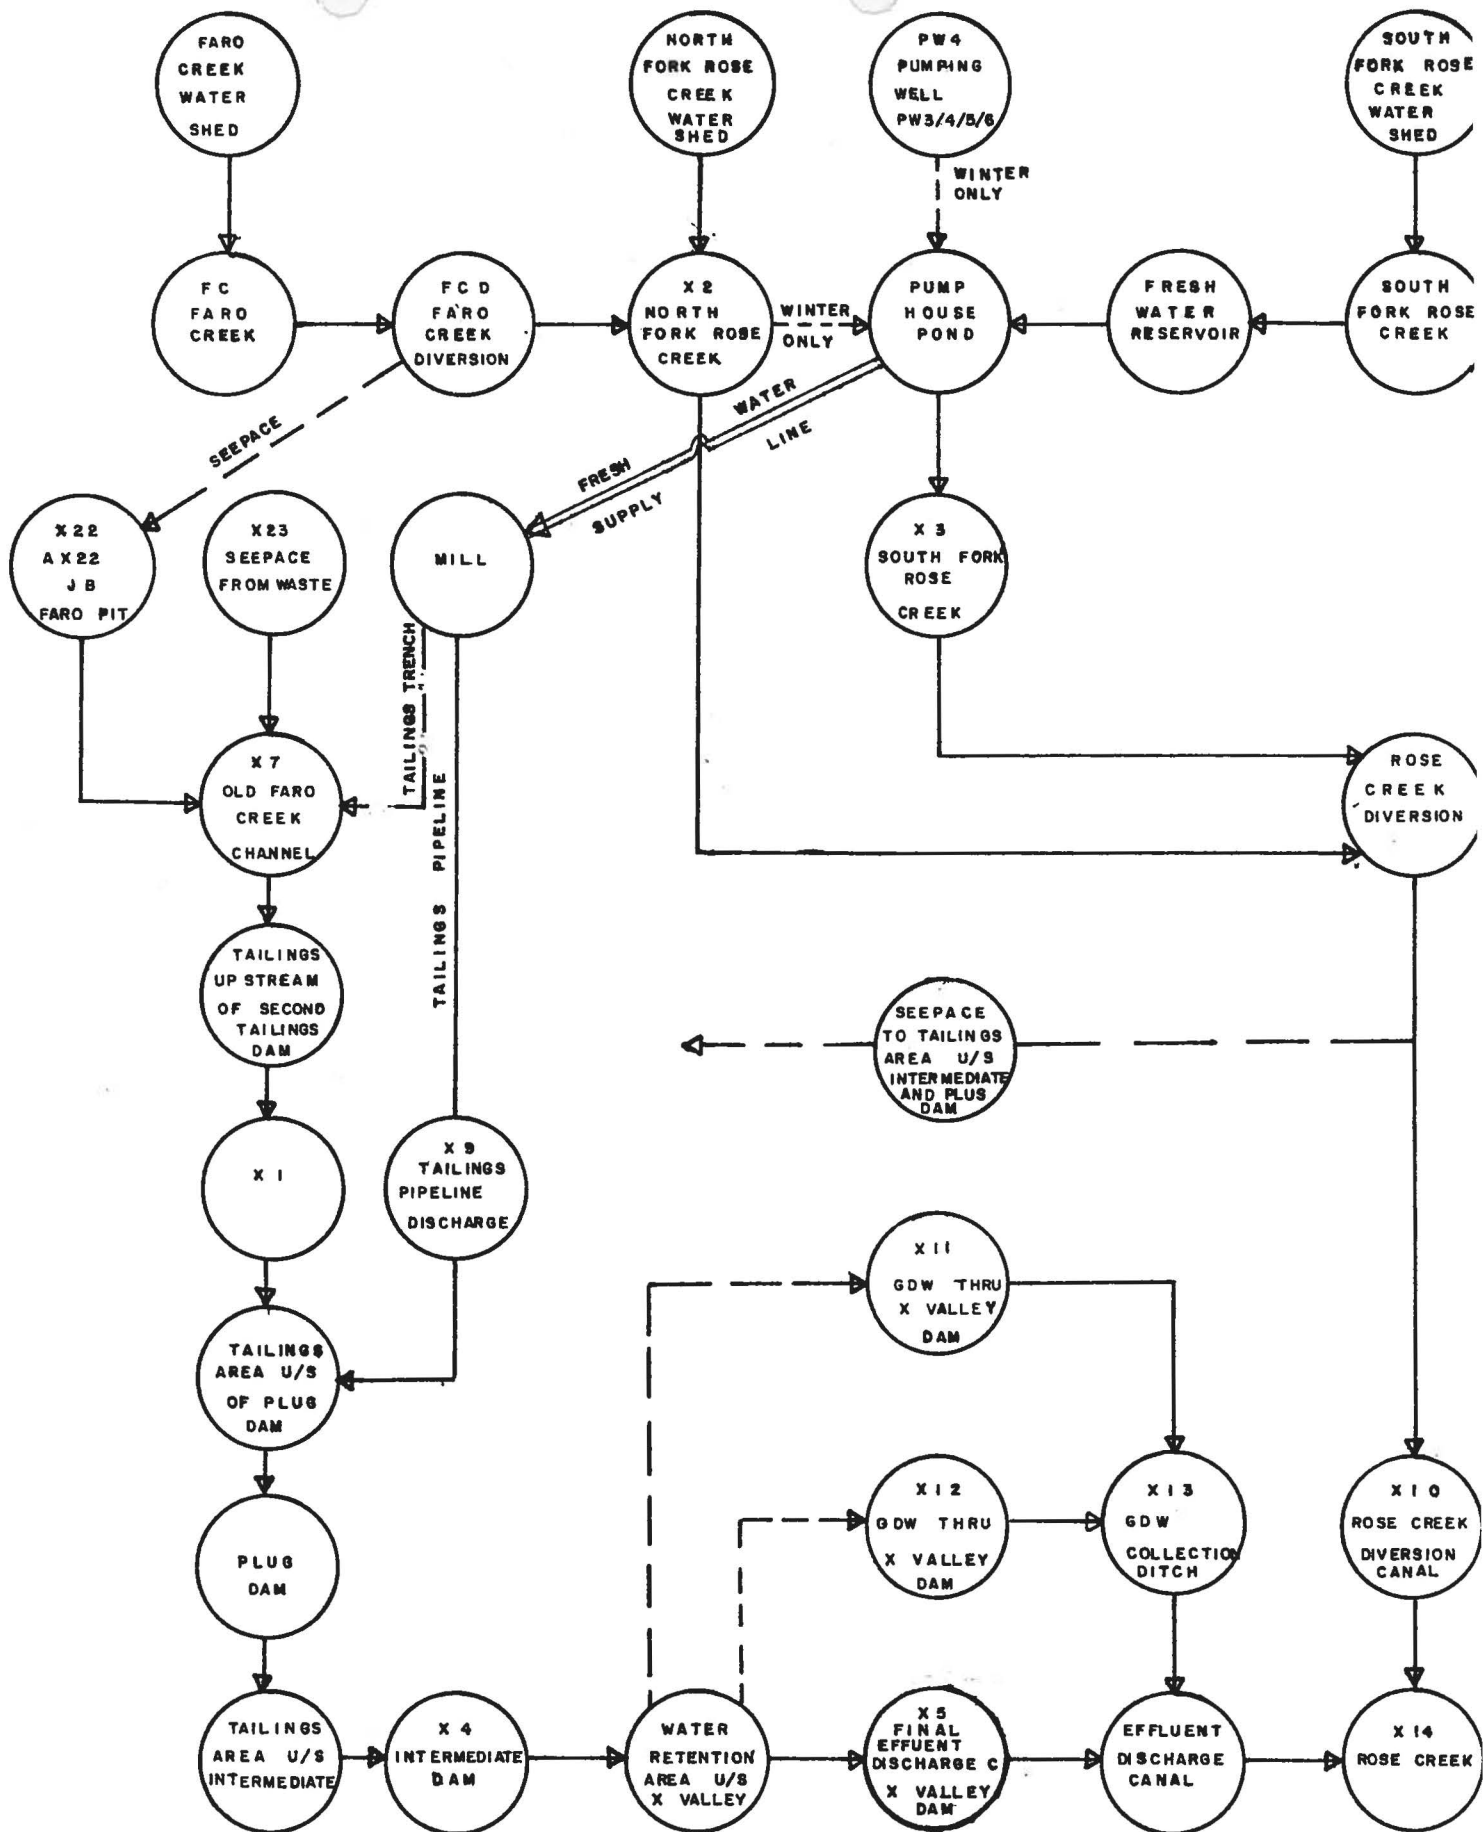 FARO
CREEK
WATER
SHED
NORTH
FORK ROSE
CREEK
WATER
SHED
PW4
PUMPING
WELL
PW3/4/5/6
SOUTH
FORK ROSE
CREEK
WATER
SHED
WINTER
ONLY
FC
FARO
CREEK
FCD
FARO
CREEK
DIVERSION
X2
NORTH
FORK ROSE
CREEK
WINTER
ONLY
PUMP
HOUSE
POND
FRESH
WATER
RESERVOIR
SOUTH
FORK ROSE
CREEK
SEEPACE
FRESH WATER
SUPPLY LINE
X22
AX22
JB
FARO PIT
X23
SEEPACE
FROM WASTE
MILL
X3
SOUTH FORK
ROSE
CREEK
TAILINGS TRENCH
TAILINGS PIPELINE
X7
OLD FARO
CREEK
CHANNEL
ROSE
CREEK
DIVERSION
TAILINGS
UPSTREAM
OF SECOND
TAILINGS
DAM
SEEPACE
TO TAILINGS
AREA U/S
INTERMEDIATE
AND PLUS
DAM
X1
X9
TAILINGS
PIPELINE
DISCHARGE
X11
GDW THRU
X VALLEY
DAM
TAILINGS
AREA U/S
OF PLUG
DAM
X12
GDW THRU
X VALLEY
DAM
X13
GDW
COLLECTION
DITCH
X10
ROSE CREEK
DIVERSION
CANAL
PLUG
DAM
TAILINGS
AREA U/S
INTERMEDIATE
X4
INTERMEDIATE
DAM
WATER
RETENTION
AREA U/S
X VALLEY
X5
FINAL
EFFUENT
DISCHARGE C
X VALLEY
DAM
EFFLUENT
DISCHARGE
CANAL
X14
ROSE CREEK